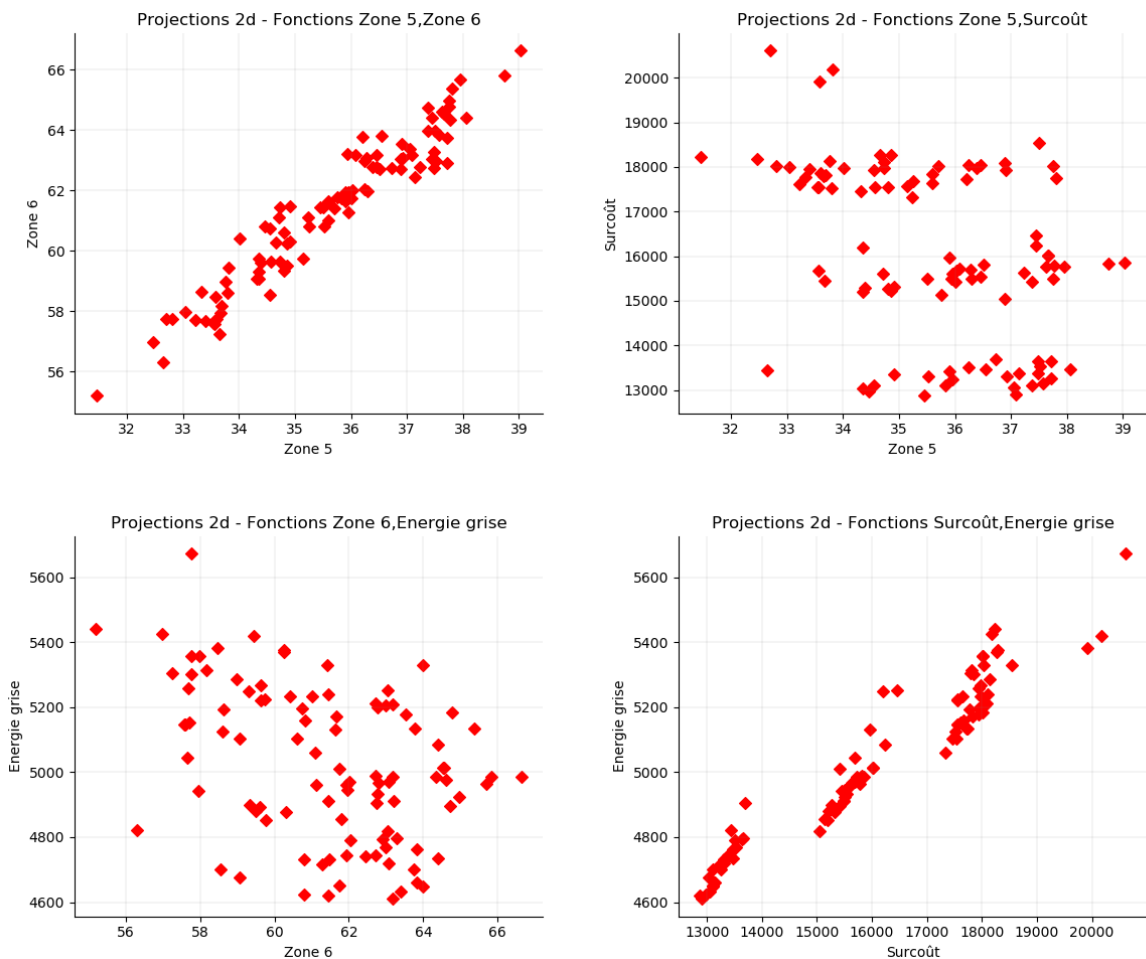 Projections 2d - Fonctions Zone 5,Zone 6
66
64
62
60
58
56
Zone 6
32 33 34 35 36 37 38 39
Zone 5
Projections 2d - Fonctions Zone 5,Surcoût
20000
19000
18000
17000
16000
15000
14000
13000
Surcoût
32 33 34 35 36 37 38 39
Zone 5
Projections 2d - Fonctions Zone 6,Energie grise
5600
5400
5200
5000
4800
4600
Energie grise
56 58 60 62 64 66
Zone 6
Projections 2d - Fonctions Surcoût,Energie grise
5600
5400
5200
5000
4800
4600
Energie grise
13000 14000 15000 16000 17000 18000 19000 20000
Surcoût